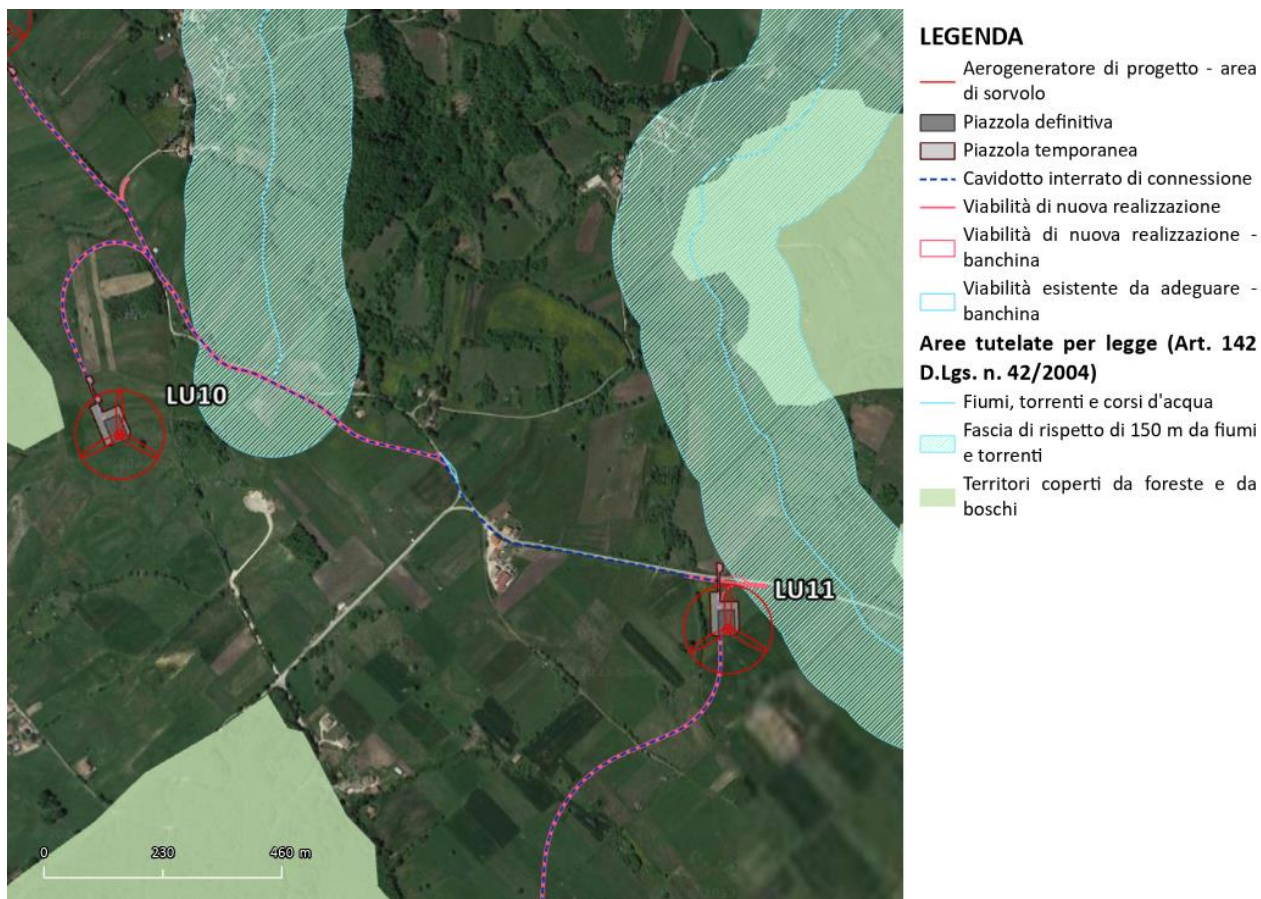 LU10
LU11
0 230 460 m
LEGENDA
Aerogeneratore di progetto - area
di sorvolo
Piazzola definitiva
Piazzola temporanea
Cavidotto interrato di connessione
Viabilità di nuova realizzazione
Viabilità di nuova realizzazione -
banchina
Viabilità esistente da adeguare -
banchina
Aree tutelate per legge (Art. 142
D.Lgs. n. 42/2004)
Fiumi, torrenti e corsi d'acqua
Fascia di rispetto di 150 m da fiumi
e torrenti
Territori coperti da foreste e da
boschi